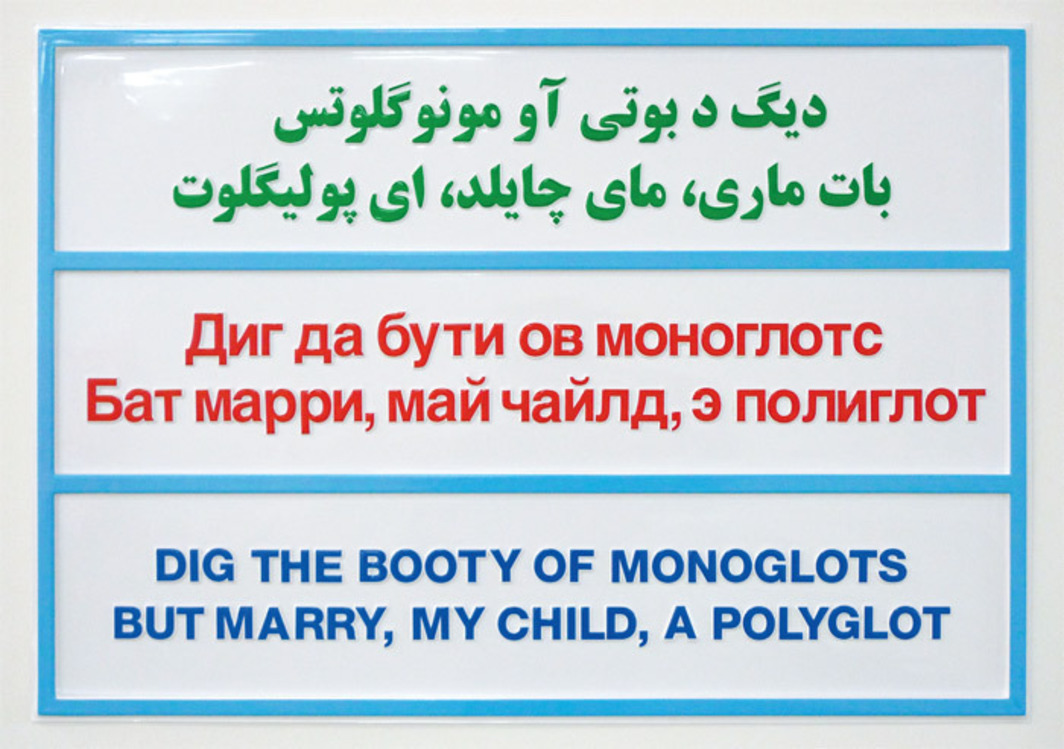 دیگ د بوتی آو مونوگلوتس
بات ماری، مای چایلد، ای پولیگلوت
Диг да бути ов моноглотс
Бат марри, май чайлд, э полиглот
DIG THE BOOTY OF MONOGLOTS
BUT MARRY, MY CHILD, A POLYGLOT